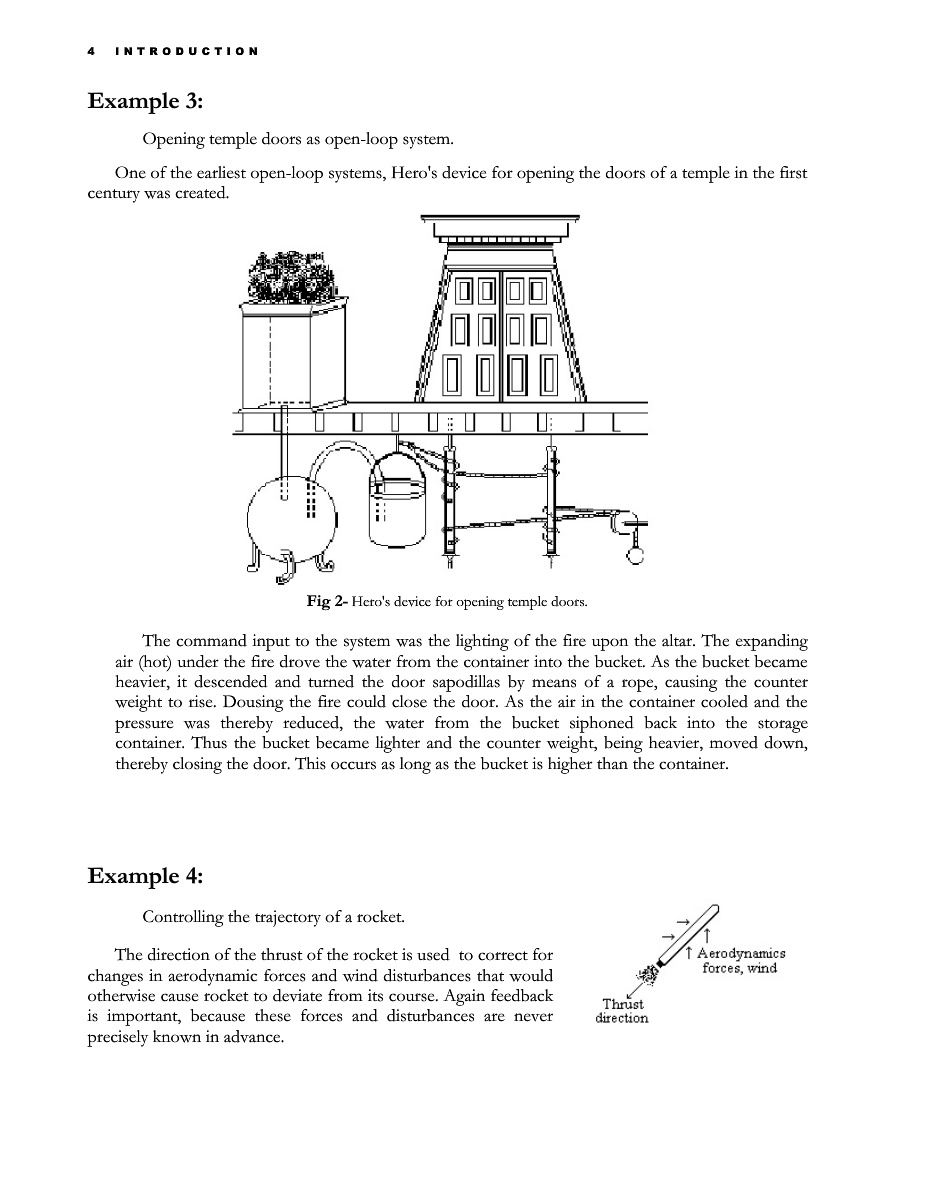 4 INTRODUCTION
Example 3:
Opening temple doors as open-loop system.
One of the earliest open-loop systems, Hero's device for opening the doors of a temple in the first
century was created.
Fig 2- Hero's device for opening temple doors.
The command input to the system was the lighting of the fire upon the altar. The expanding
air (hot) under the fire drove the water from the container into the bucket. As the bucket became
heavier, it descended and turned the door sapodillas by means of a rope, causing the counter
weight to rise. Dousing the fire could close the door. As the air in the container cooled and the
pressure was thereby reduced, the water from the bucket siphoned back into the storage
container. Thus the bucket became lighter and the counter weight, being heavier, moved down,
thereby closing the door. This occurs as long as the bucket is higher than the container.
Example 4:
Controlling the trajectory of a rocket.
The direction of the thrust of the rocket is used to correct for
changes in aerodynamic forces and wind disturbances that would
otherwise cause rocket to deviate from its course. Again feedback
is important, because these forces and disturbances are never
precisely known in advance.
Aerodynamics
forces, wind
Thrust
direction